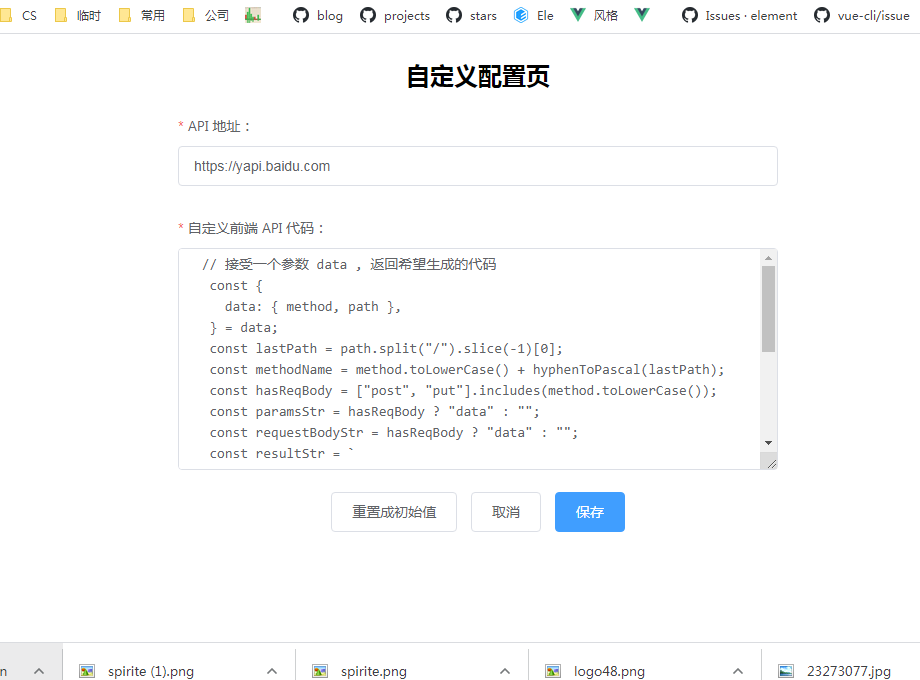 CS 临时 常用 公司 blog projects stars Ele 风格 Issues · element vue-cli/issue
自定义配置页
* API 地址：
https://yapi.baidu.com
* 自定义前端 API 代码：
// 接受一个参数 data , 返回希望生成的代码
const {
data: { method, path },
} = data;
const lastPath = path.split("/").slice(-1)[0];
const methodName = method.toLowerCase() + hyphenToPascal(lastPath);
const hasReqBody = ["post", "put"].includes(method.toLowerCase());
const paramsStr = hasReqBody ? "data" : "";
const requestBodyStr = hasReqBody ? "data" : "";
const resultStr = `
重置成初始值 取消 保存
n spirite (1).png spirite.png logo48.png 23273077.jpg